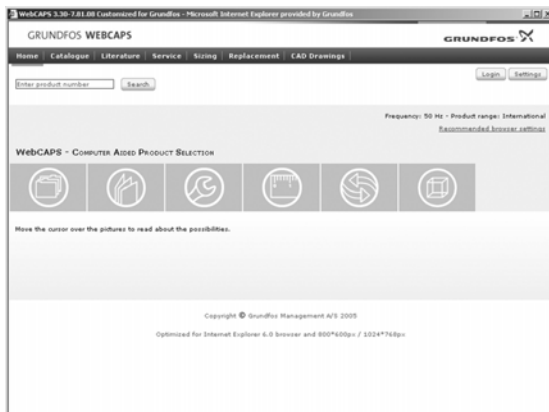 WebCAPS 3.30-7.01.08 Customized for Grundfos - Microsoft Internet Explorer provided by Grundfos
GRUNDFOS WEBCAPS
GRUNDFOS
Home Catalogue Literature Service Sizing Replacement CAD Drawings
Login Settings
Enter product number Search
Frequency: 50 Hz - Product range: International
Recommended browser settings
WebCAPS - Computer Aided Product Selection
Move the cursor over the pictures to read about the possibilities.
Copyright © Grundfos Management A/S 2005
Optimized for Internet Explorer 6.0 browser and 800*600px / 1024*768px